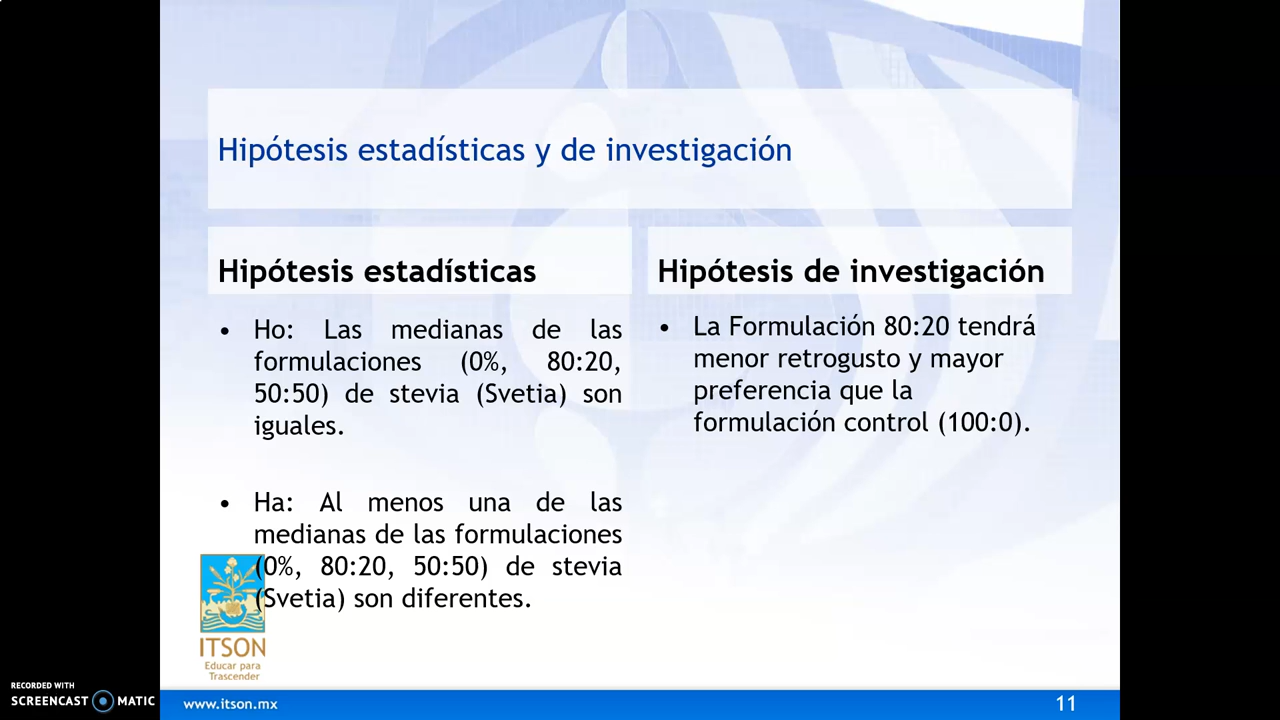 Hipótesis estadísticas y de investigación
Hipótesis estadísticas
• Ho: Las medianas de las
formulaciones (0%, 80:20,
50:50) de stevia (Svetia) son
iguales.
• Ha: Al menos una de las
medianas de las formulaciones
(0%, 80:20, 50:50) de stevia
(Svetia) son diferentes.
Hipótesis de investigación
• La Formulación 80:20 tendrá
menor retrogusto y mayor
preferencia que la
formulación control (100:0).
ITSON
Educar para
Trascender
RECORDED WITH
SCREENCAST MATIC
www.itson.mx
11